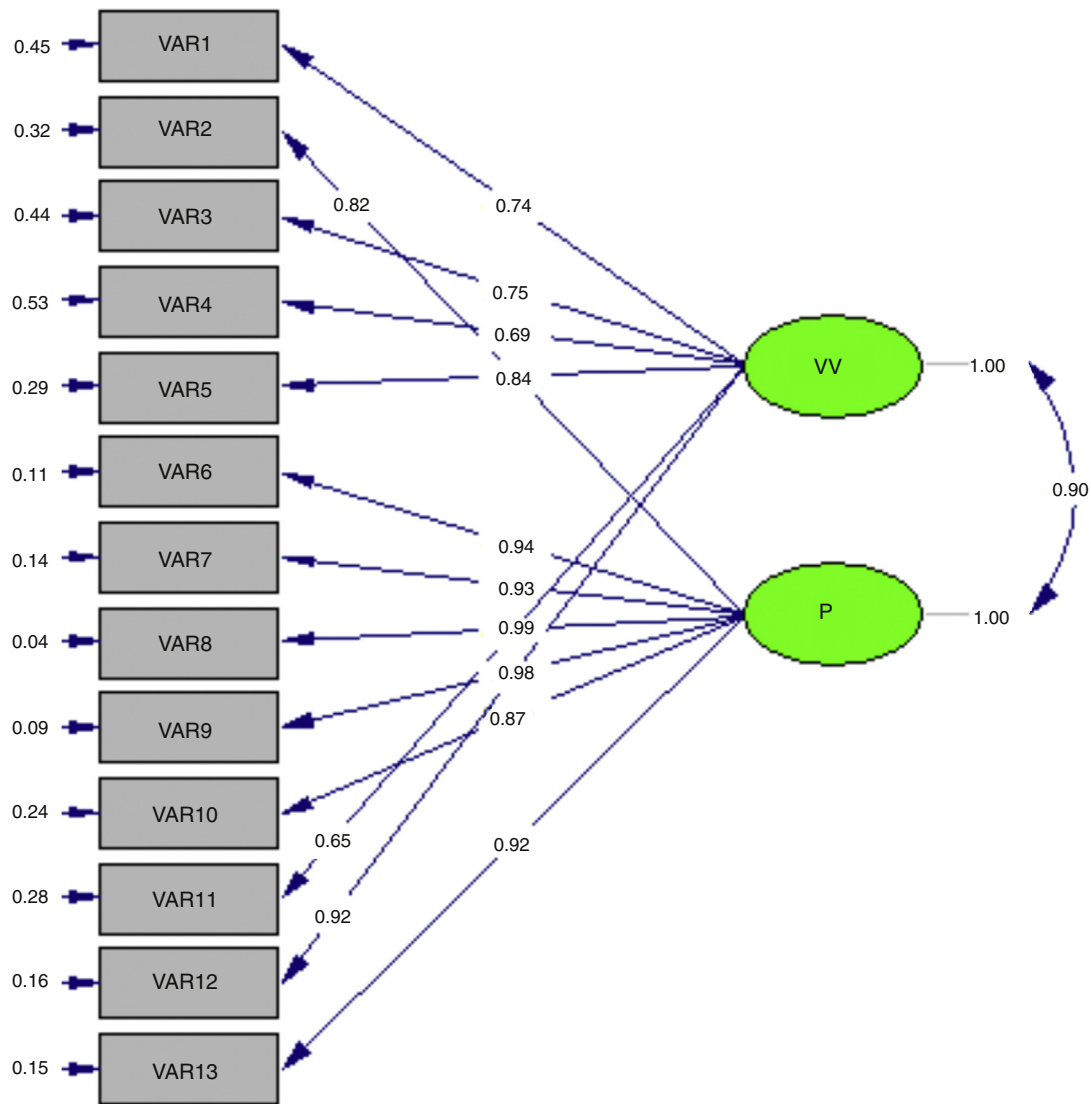 0.45 VAR1
0.32 VAR2
0.82
0.74
0.44 VAR3
0.75
0.53 VAR4
0.69
0.29 VAR5
0.84
VV
1.00
0.11 VAR6
0.90
0.94
0.14 VAR7
0.93
0.04 VAR8
0.99
P
1.00
0.98
0.09 VAR9
0.87
0.24 VAR10
0.65
0.92
0.28 VAR11
0.92
0.16 VAR12
0.15 VAR13